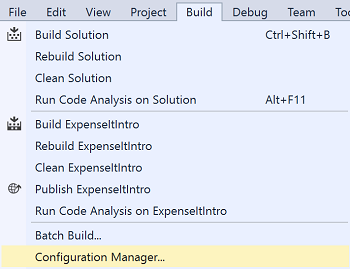 File Edit View Project Build Debug Team Too
Build Solution Ctrl+Shift+B
Rebuild Solution
Clean Solution
Run Code Analysis on Solution Alt+F11
Build ExpenseItIntro
Rebuild ExpenseItIntro
Clean ExpenseItIntro
Publish ExpenseItIntro
Run Code Analysis on ExpenseItIntro
Batch Build...
Configuration Manager...